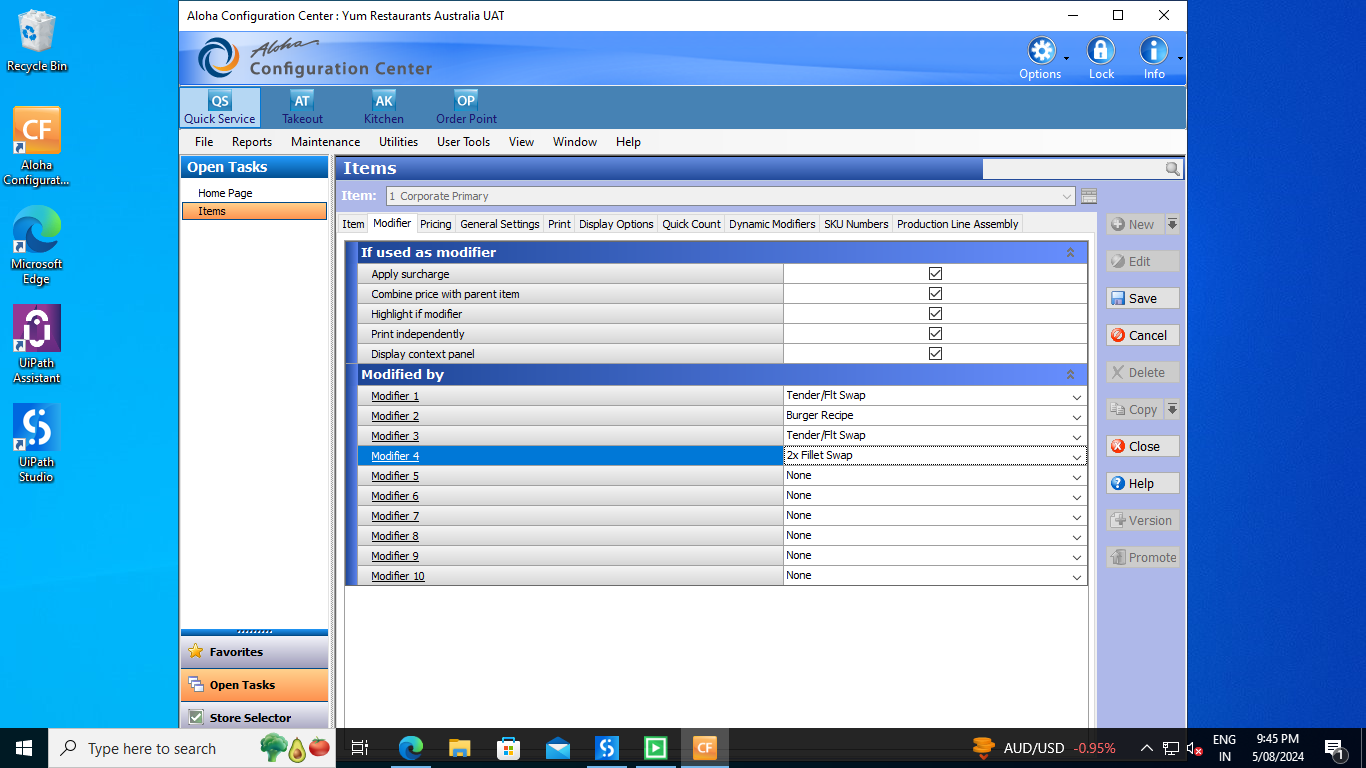 Recycle Bin
Aloha
Configurat...
Microsoft
Edge
UiPath
Assistant
UiPath
Studio
Aloha Configuration Center : Yum Restaurants Australia UAT
Aloha
Configuration Center
Options
Lock
Info
QS
Quick Service
AT
Takeout
AK
Kitchen
OP
Order Point
File Reports Maintenance Utilities User Tools View Window Help
Open Tasks
Home Page
Items
Favorites
Open Tasks
Store Selector
Items
Item: 1 Corporate Primary
Item Modifier Pricing General Settings Print Display Options Quick Count Dynamic Modifiers SKU Numbers Production Line Assembly
If used as modifier
Apply surcharge
Combine price with parent item
Highlight if modifier
Print independently
Display context panel
Modified by
Modifier 1 Tender/Flt Swap
Modifier 2 Burger Recipe
Modifier 3 Tender/Flt Swap
Modifier 4 2x Fillet Swap
Modifier 5 None
Modifier 6 None
Modifier 7 None
Modifier 8 None
Modifier 9 None
Modifier 10 None
New
Edit
Save
Cancel
Delete
Copy
Close
Help
Version
Promote
Type here to search
CF
AUD/USD -0.95%
ENG
IN
9:45 PM
5/08/2024
1
CF